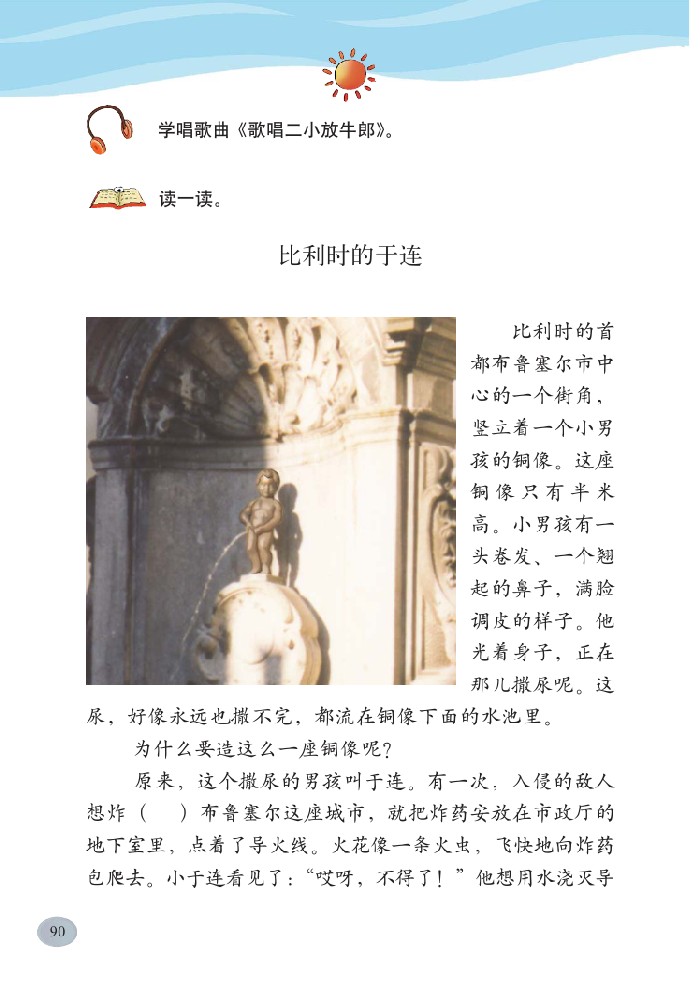 学唱歌曲《歌唱二小放牛郎》。
读一读。
比利时的于连
比利时的首
都布鲁塞尔市中
心的一个街角，
竖立着一个小男
孩的铜像。这座
铜像只有半米
高。小男孩有一
头卷发、一个翘
起的鼻子，满脸
调皮的样子。他
光着身子，正在
那儿撒尿呢。这
尿，好像永远也撒不完，都流在铜像下面的水池里。
为什么要造这么一座铜像呢？
原来，这个撒尿的男孩叫于连。有一次，入侵的敌人
想炸（ ）布鲁塞尔这座城市，就把炸药安放在市政厅的
地下室里，点着了导火线。火花像一条火虫，飞快地向炸药
包爬去。小于连看见了：“哎呀，不得了！”他想用水浇灭导
90